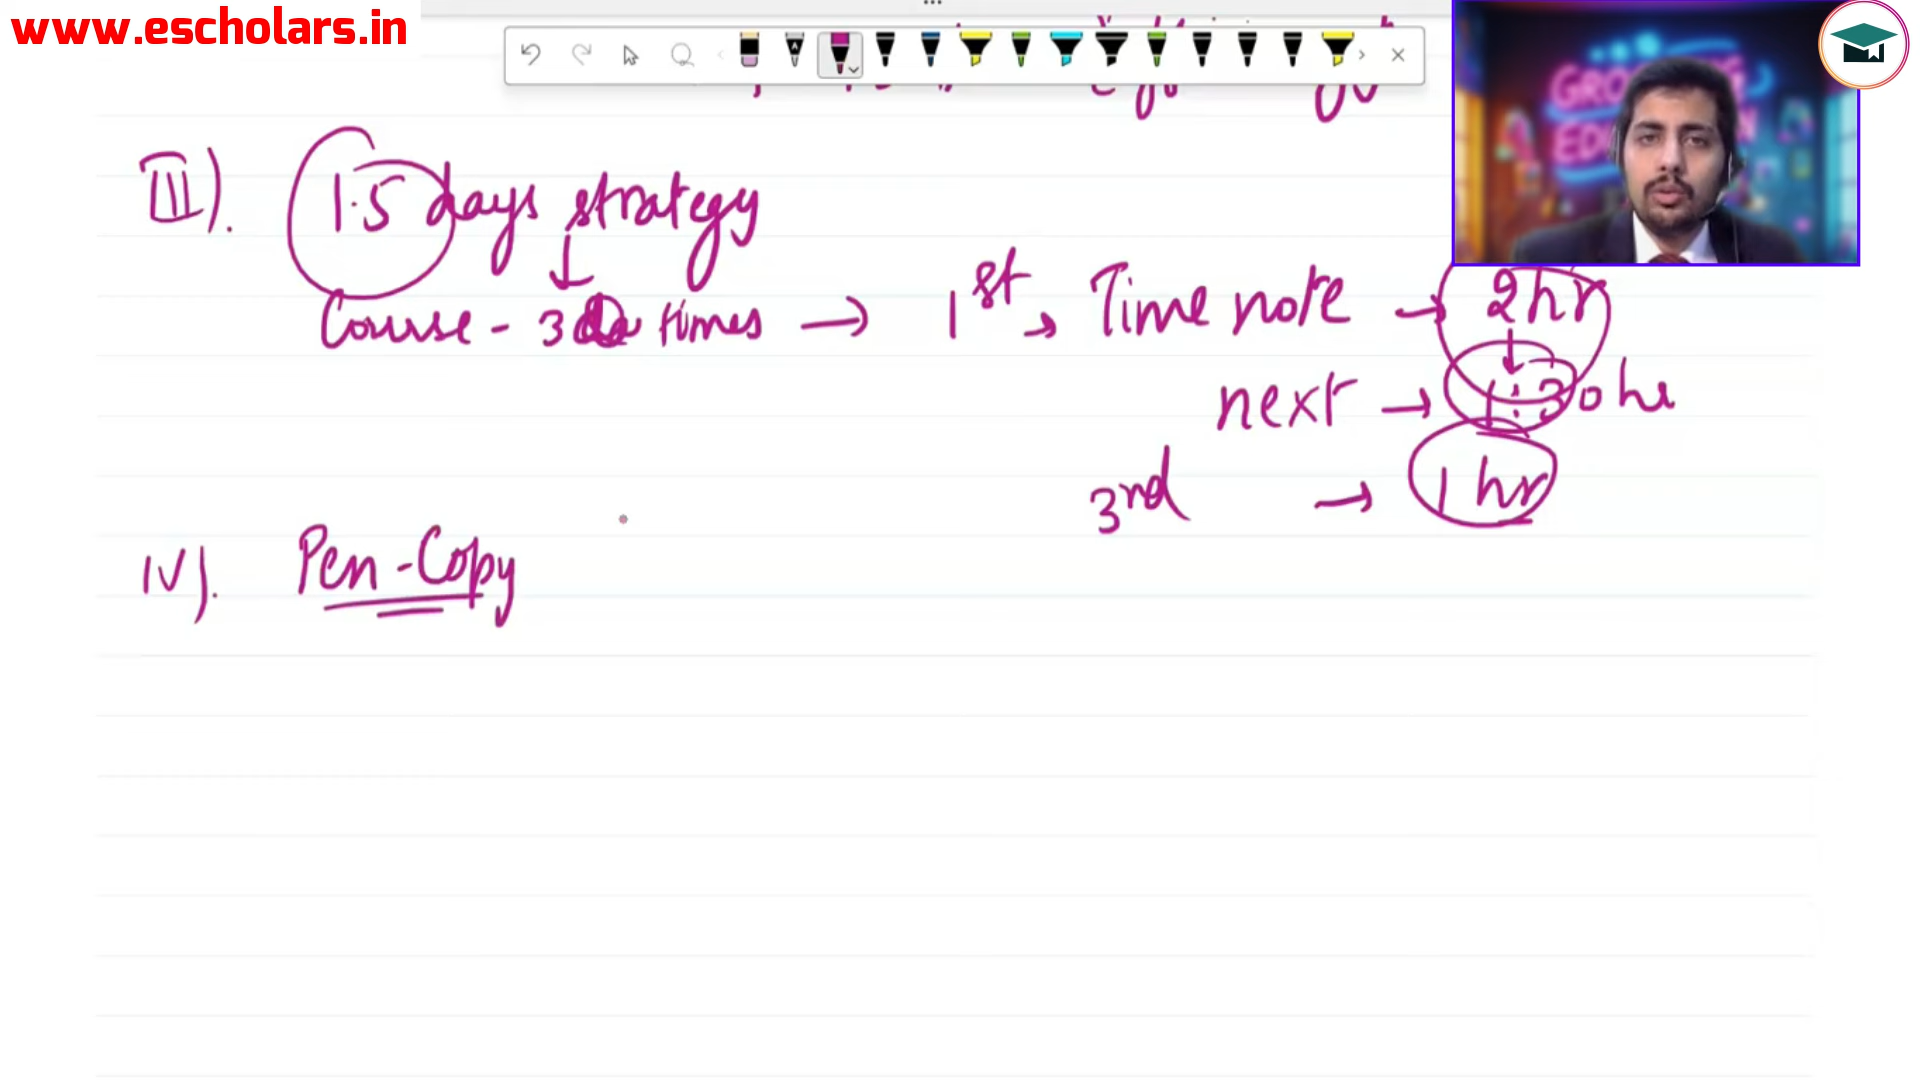 www.escholars.in
III). 1.5 days strategy
Course - 3 times → 1st → Time note → 2hr
next → 1:30 hr
3rd → 1 hr
IV). Pen-Copy